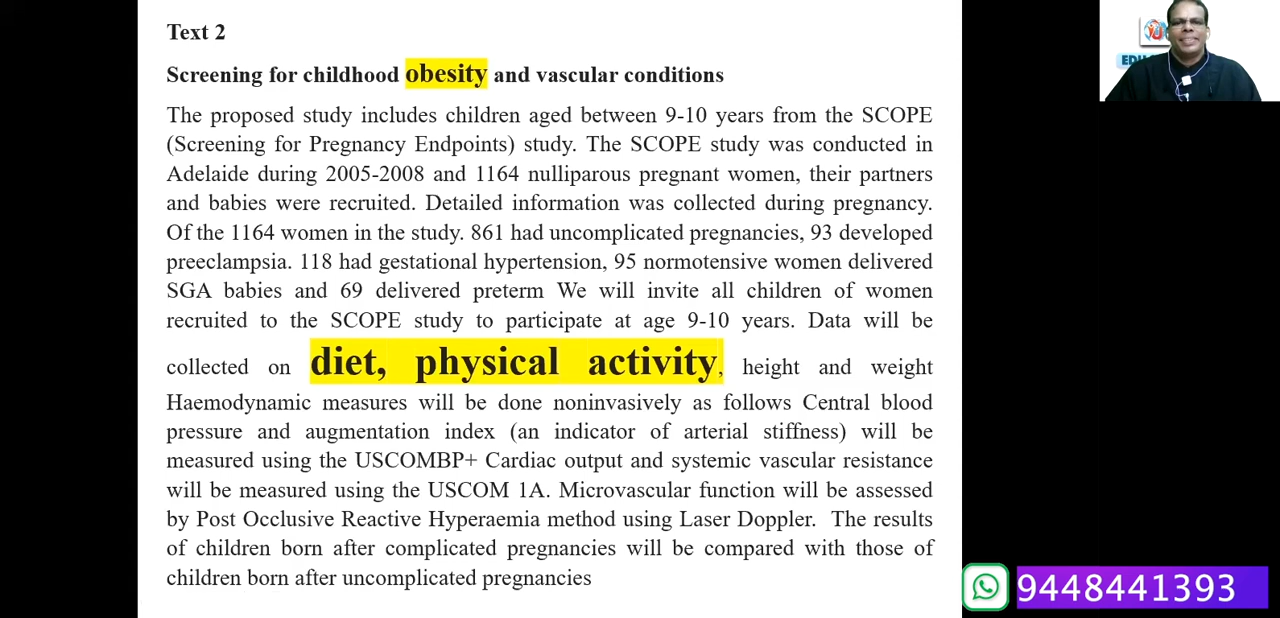 Text 2
Screening for childhood obesity and vascular conditions
The proposed study includes children aged between 9-10 years from the SCOPE
(Screening for Pregnancy Endpoints) study. The SCOPE study was conducted in
Adelaide during 2005-2008 and 1164 nulliparous pregnant women, their partners
and babies were recruited. Detailed information was collected during pregnancy.
Of the 1164 women in the study. 861 had uncomplicated pregnancies, 93 developed
preeclampsia. 118 had gestational hypertension, 95 normotensive women delivered
SGA babies and 69 delivered preterm We will invite all children of women
recruited to the SCOPE study to participate at age 9-10 years. Data will be
collected on diet, physical activity, height and weight
Haemodynamic measures will be done noninvasively as follows Central blood
pressure and augmentation index (an indicator of arterial stiffness) will be
measured using the USCOMBP+ Cardiac output and systemic vascular resistance
will be measured using the USCOM 1A. Microvascular function will be assessed
by Post Occlusive Reactive Hyperaemia method using Laser Doppler. The results
of children born after complicated pregnancies will be compared with those of
children born after uncomplicated pregnancies
9448441393